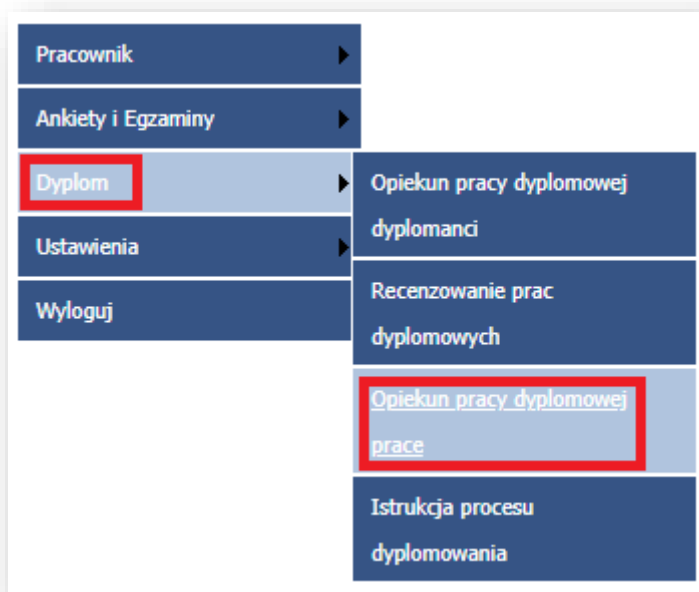 Pracownik
Ankiety i Egzaminy
Dyplom
Ustawienia
Wyloguj
Opiekun pracy dyplomowej
dyplomanci
Recenzowanie prac
dyplomowych
Opiekun pracy dyplomowej
prace
Istrukcja procesu
dyplomowania